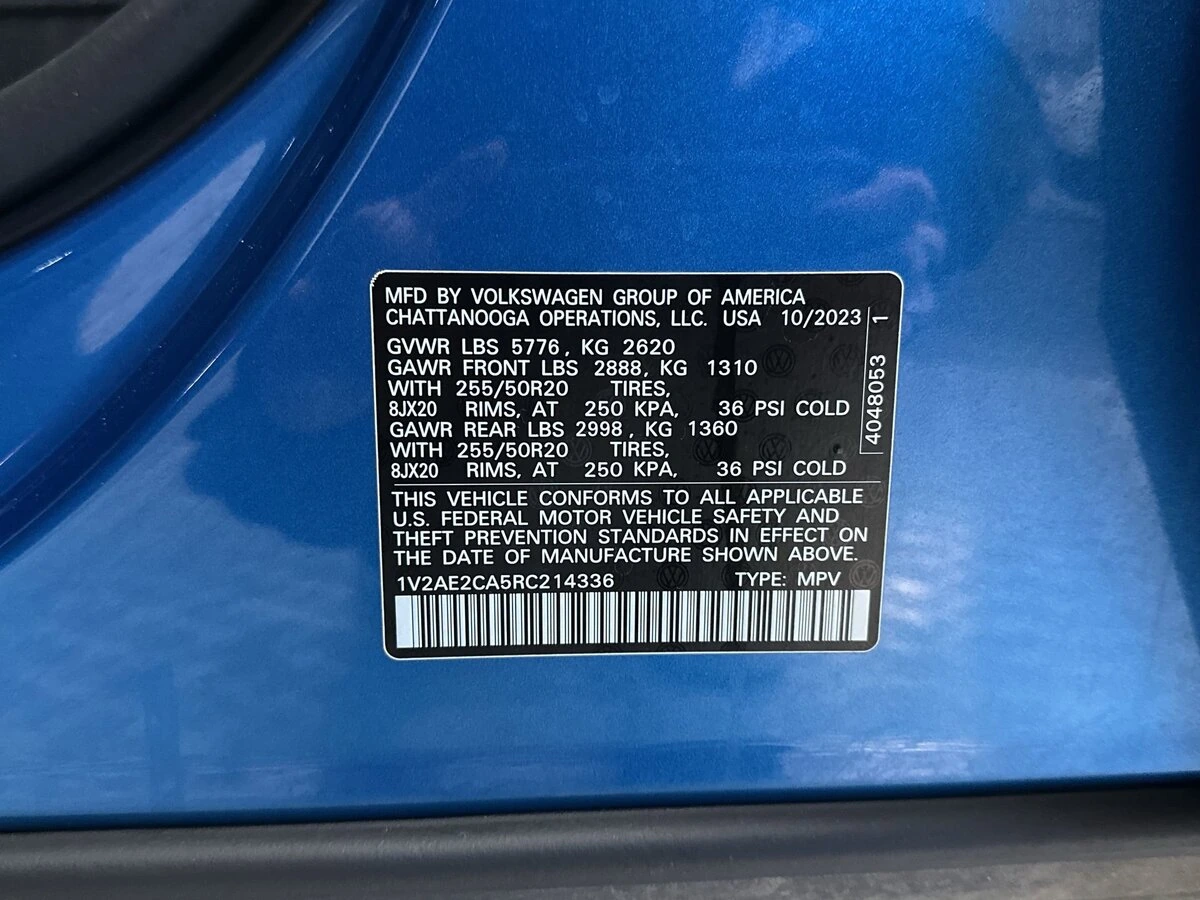 MFD BY VOLKSWAGEN GROUP OF AMERICA
CHATTANOOGA OPERATIONS, LLC. USA 10/2023
GVWR LBS 5776, KG 2620
GAWR FRONT LBS 2888, KG 1310
WITH 255/50R20 TIRES,
8JX20 RIMS, AT 250 KPA, 36 PSI COLD
GAWR REAR LBS 2998, KG 1360
WITH 255/50R20 TIRES,
8JX20 RIMS, AT 250 KPA, 36 PSI COLD
4048053 1
THIS VEHICLE CONFORMS TO ALL APPLICABLE
U.S. FEDERAL MOTOR VEHICLE SAFETY AND
THEFT PREVENTION STANDARDS IN EFFECT ON
THE DATE OF MANUFACTURE SHOWN ABOVE.
1V2AE2CA5RC214336 TYPE: MPV